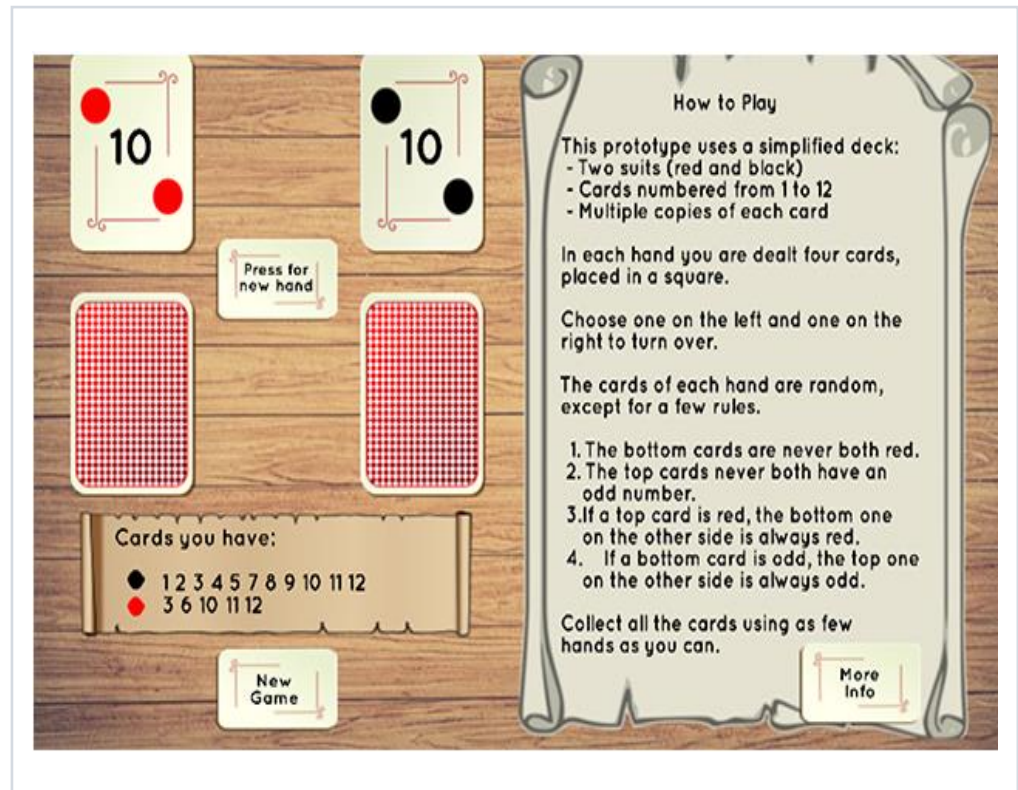 10
10
Press for
new hand
Cards you have:
1 2 3 4 5 7 8 9 10 11 12
3 6 10 11 12
New
Game
How to Play
This prototype uses a simplified deck:
- Two suits (red and black)
- Cards numbered from 1 to 12
- Multiple copies of each card
In each hand you are dealt four cards,
placed in a square.
Choose one on the left and one on the
right to turn over.
The cards of each hand are random,
except for a few rules.
1. The bottom cards are never both red.
2. The top cards never both have an
odd number.
3.If a top card is red, the bottom one
on the other side is always red.
4. If a bottom card is odd, the top one
on the other side is always odd.
Collect all the cards using as few
hands as you can.
More
Info